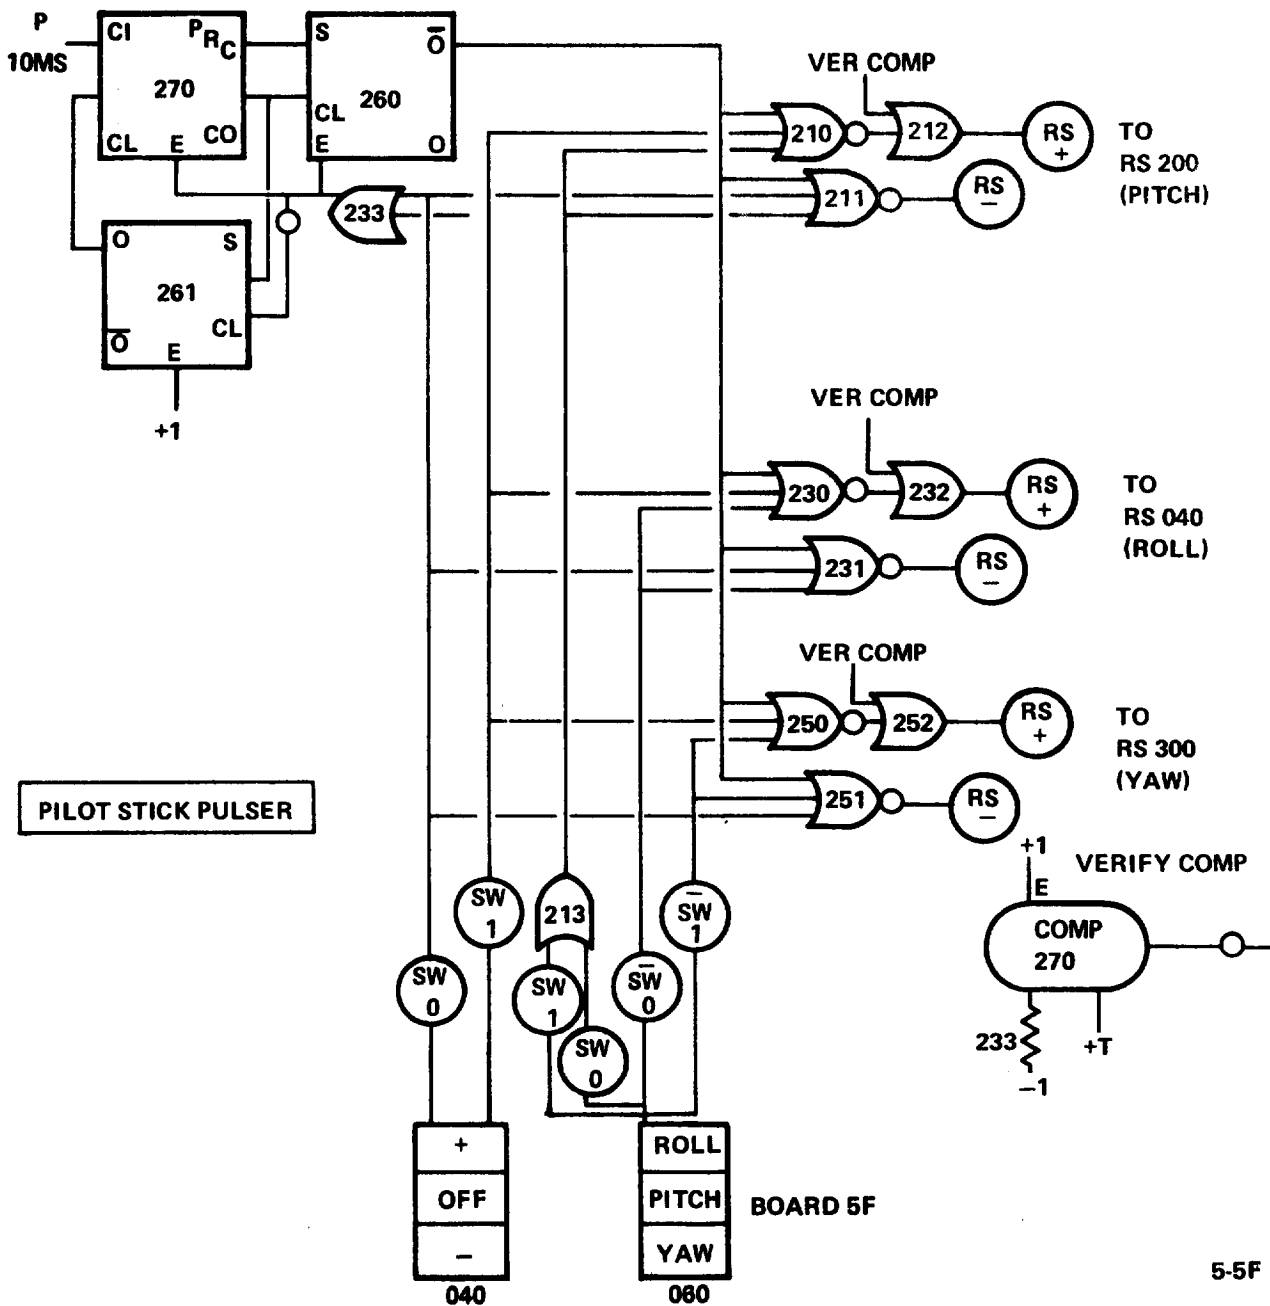 P
10MS
CI
PRC
270
CL
E
CO
S
O̅
260
CL
E
O
233
O
S
261
CL
O̅
E
+1
VER COMP
210
212
RS
+
TO
RS 200
(PITCH)
211
RS
−
VER COMP
230
232
RS
+
TO
RS 040
(ROLL)
231
RS
−
VER COMP
250
252
RS
+
TO
RS 300
(YAW)
251
RS
−
PILOT STICK PULSER
SW
1
213
S̅W̅
1
SW
0
SW
1
S̅W̅
0
SW
0
+1
VERIFY COMP
E
COMP
270
233
+T
−1
+
OFF
−
040
ROLL
PITCH
YAW
060
BOARD 5F
5-5F